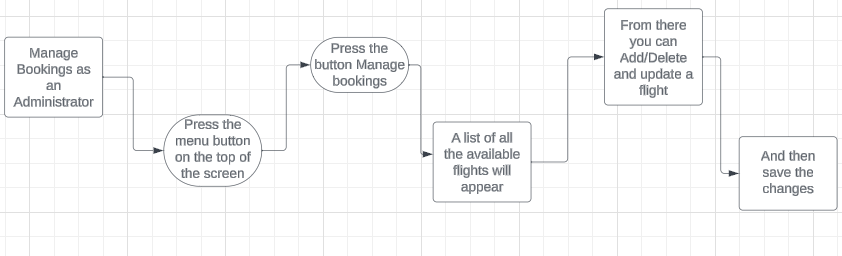 Manage
Bookings as
an
Administrator
Press the
menu button
on the top of
the screen
Press the
button Manage
bookings
A list of all
the available
flights will
appear
From there
you can
Add/Delete
and update a
flight
And then
save the
changes